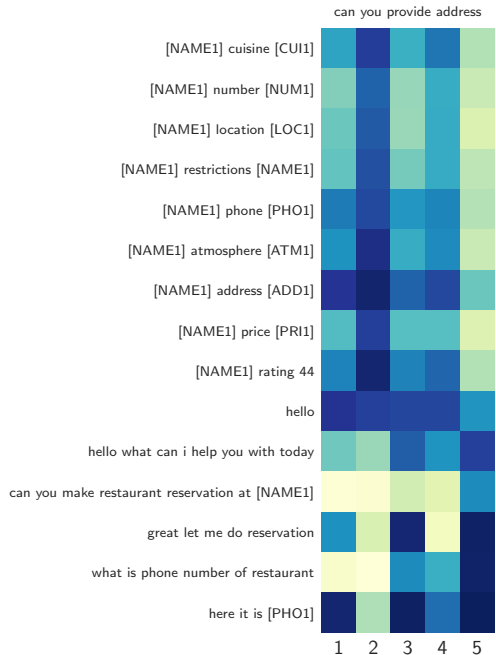 can you provide address
[NAME1] cuisine [CUI1]
[NAME1] number [NUM1]
[NAME1] location [LOC1]
[NAME1] restrictions [NAME1]
[NAME1] phone [PHO1]
[NAME1] atmosphere [ATM1]
[NAME1] address [ADD1]
[NAME1] price [PRI1]
[NAME1] rating 44
hello
hello what can i help you with today
can you make restaurant reservation at [NAME1]
great let me do reservation
what is phone number of restaurant
here it is [PHO1]
1 2 3 4 5